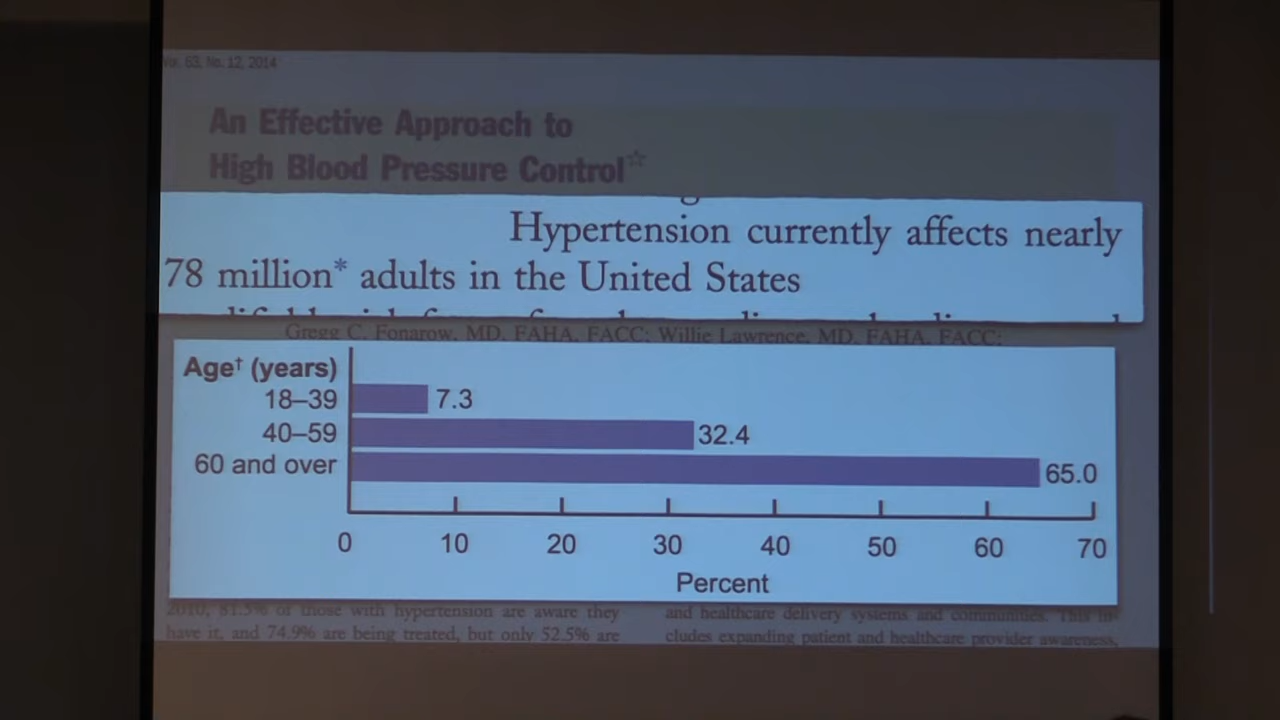 Vol. 63, No. 12, 2014
An Effective Approach to
High Blood Pressure Control☆
Hypertension currently affects nearly
78 million* adults in the United States
Gregg C. Fonarow, MD, FAHA, FACC; Willie Lawrence, MD, FAHA, FACC;
Age† (years)
18–39 7.3
40–59 32.4
60 and over 65.0
0 10 20 30 40 50 60 70
Percent
2010, 81.5% of those with hypertension are aware they
have it, and 74.9% are being treated, but only 52.5% are
and healthcare delivery systems and communities. This in-
cludes expanding patient and healthcare provider awareness,